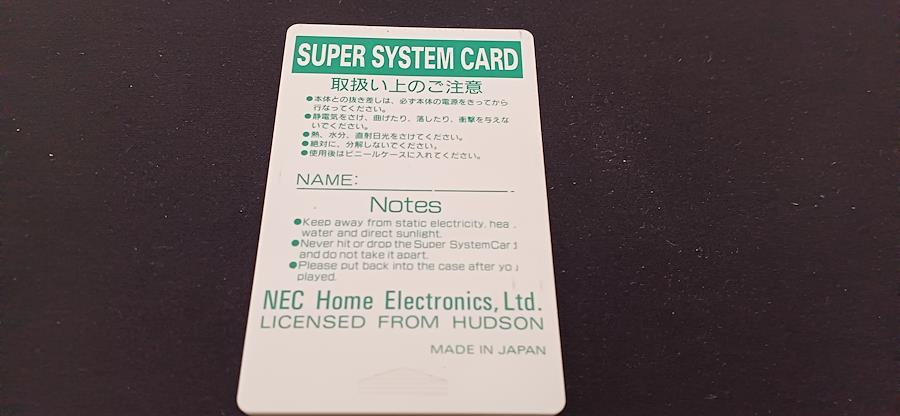 SUPER SYSTEM CARD
取扱い上のご注意
●本体との抜き差しは、必ず本体の電源をきってから
行なってください。
●静電気をさけ、曲げたり、落したり、衝撃を与えな
いでください。
●熱、水分、直射日光をさけてください。
●絶対に、分解しないでください。
●使用後はビニールケースに入れてください。
NAME:
Notes
●Keep away from static electricity, hea
water and direct sunlight.
●Never hit or drop the Super SystemCar
and do not take it apart.
●Please put back into the case after yo
played.
NEC Home Electronics, Ltd.
LICENSED FROM HUDSON
MADE IN JAPAN